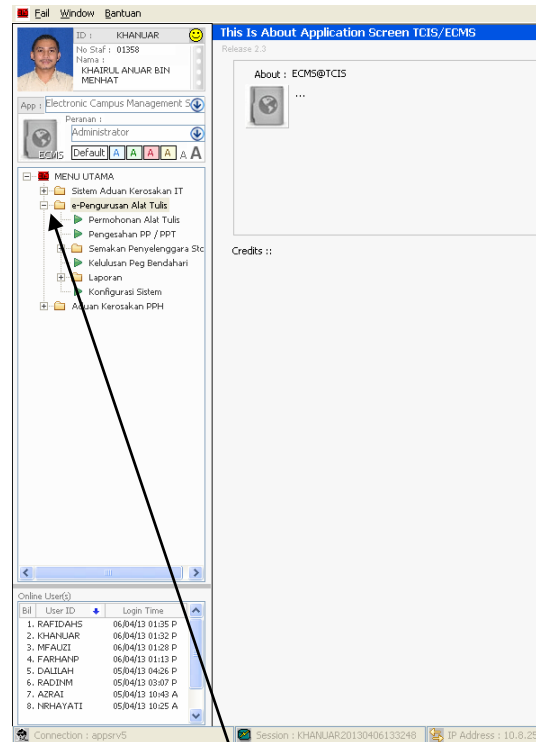 Fail Window Bantuan
ID : KHANUAR
No Staf : 01358
Nama :
KHAIRUL ANUAR BIN
MENHAT
App : Electronic Campus Management S
Peranan :
Administrator
ECMS Default A A A A A A
MENU UTAMA
Sistem Aduan Kerosakan IT
e-Pengurusan Alat Tulis
Permohonan Alat Tulis
Pengesahan PP / PPT
Semakan Penyelenggara Stc
Kelulusan Peg Bendahari
Laporan
Konfigurasi Sistem
Aduan Kerosakan PPH
Online User(s)
Bil User ID Login Time
1. RAFIDAHS 06/04/13 01:35 P
2. KHANUAR 06/04/13 01:32 P
3. MFAUZI 06/04/13 01:28 P
4. FARHANP 06/04/13 01:13 P
5. DALILAH 05/04/13 04:26 P
6. RADINM 05/04/13 03:07 P
7. AZRAI 05/04/13 10:43 A
8. NRHAYATI 05/04/13 10:25 A
This Is About Application Screen TCIS/ECMS
Release 2.3
About : ECMS@TCIS
...
Credits ::
Connection : appsrv5 Session : KHANUAR20130406133248 IP Address : 10.8.25